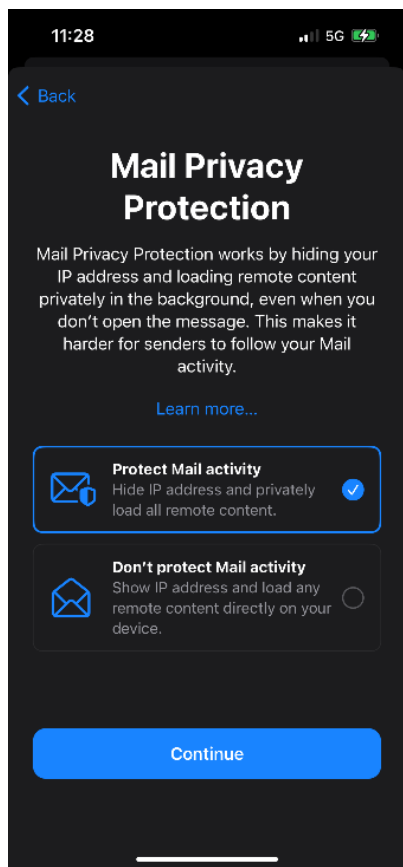 11:28
5G
Back
Mail Privacy
Protection
Mail Privacy Protection works by hiding your
IP address and loading remote content
privately in the background, even when you
don't open the message. This makes it
harder for senders to follow your Mail
activity.
Learn more...
Protect Mail activity
Hide IP address and privately
load all remote content.
Don't protect Mail activity
Show IP address and load any
remote content directly on your
device.
Continue